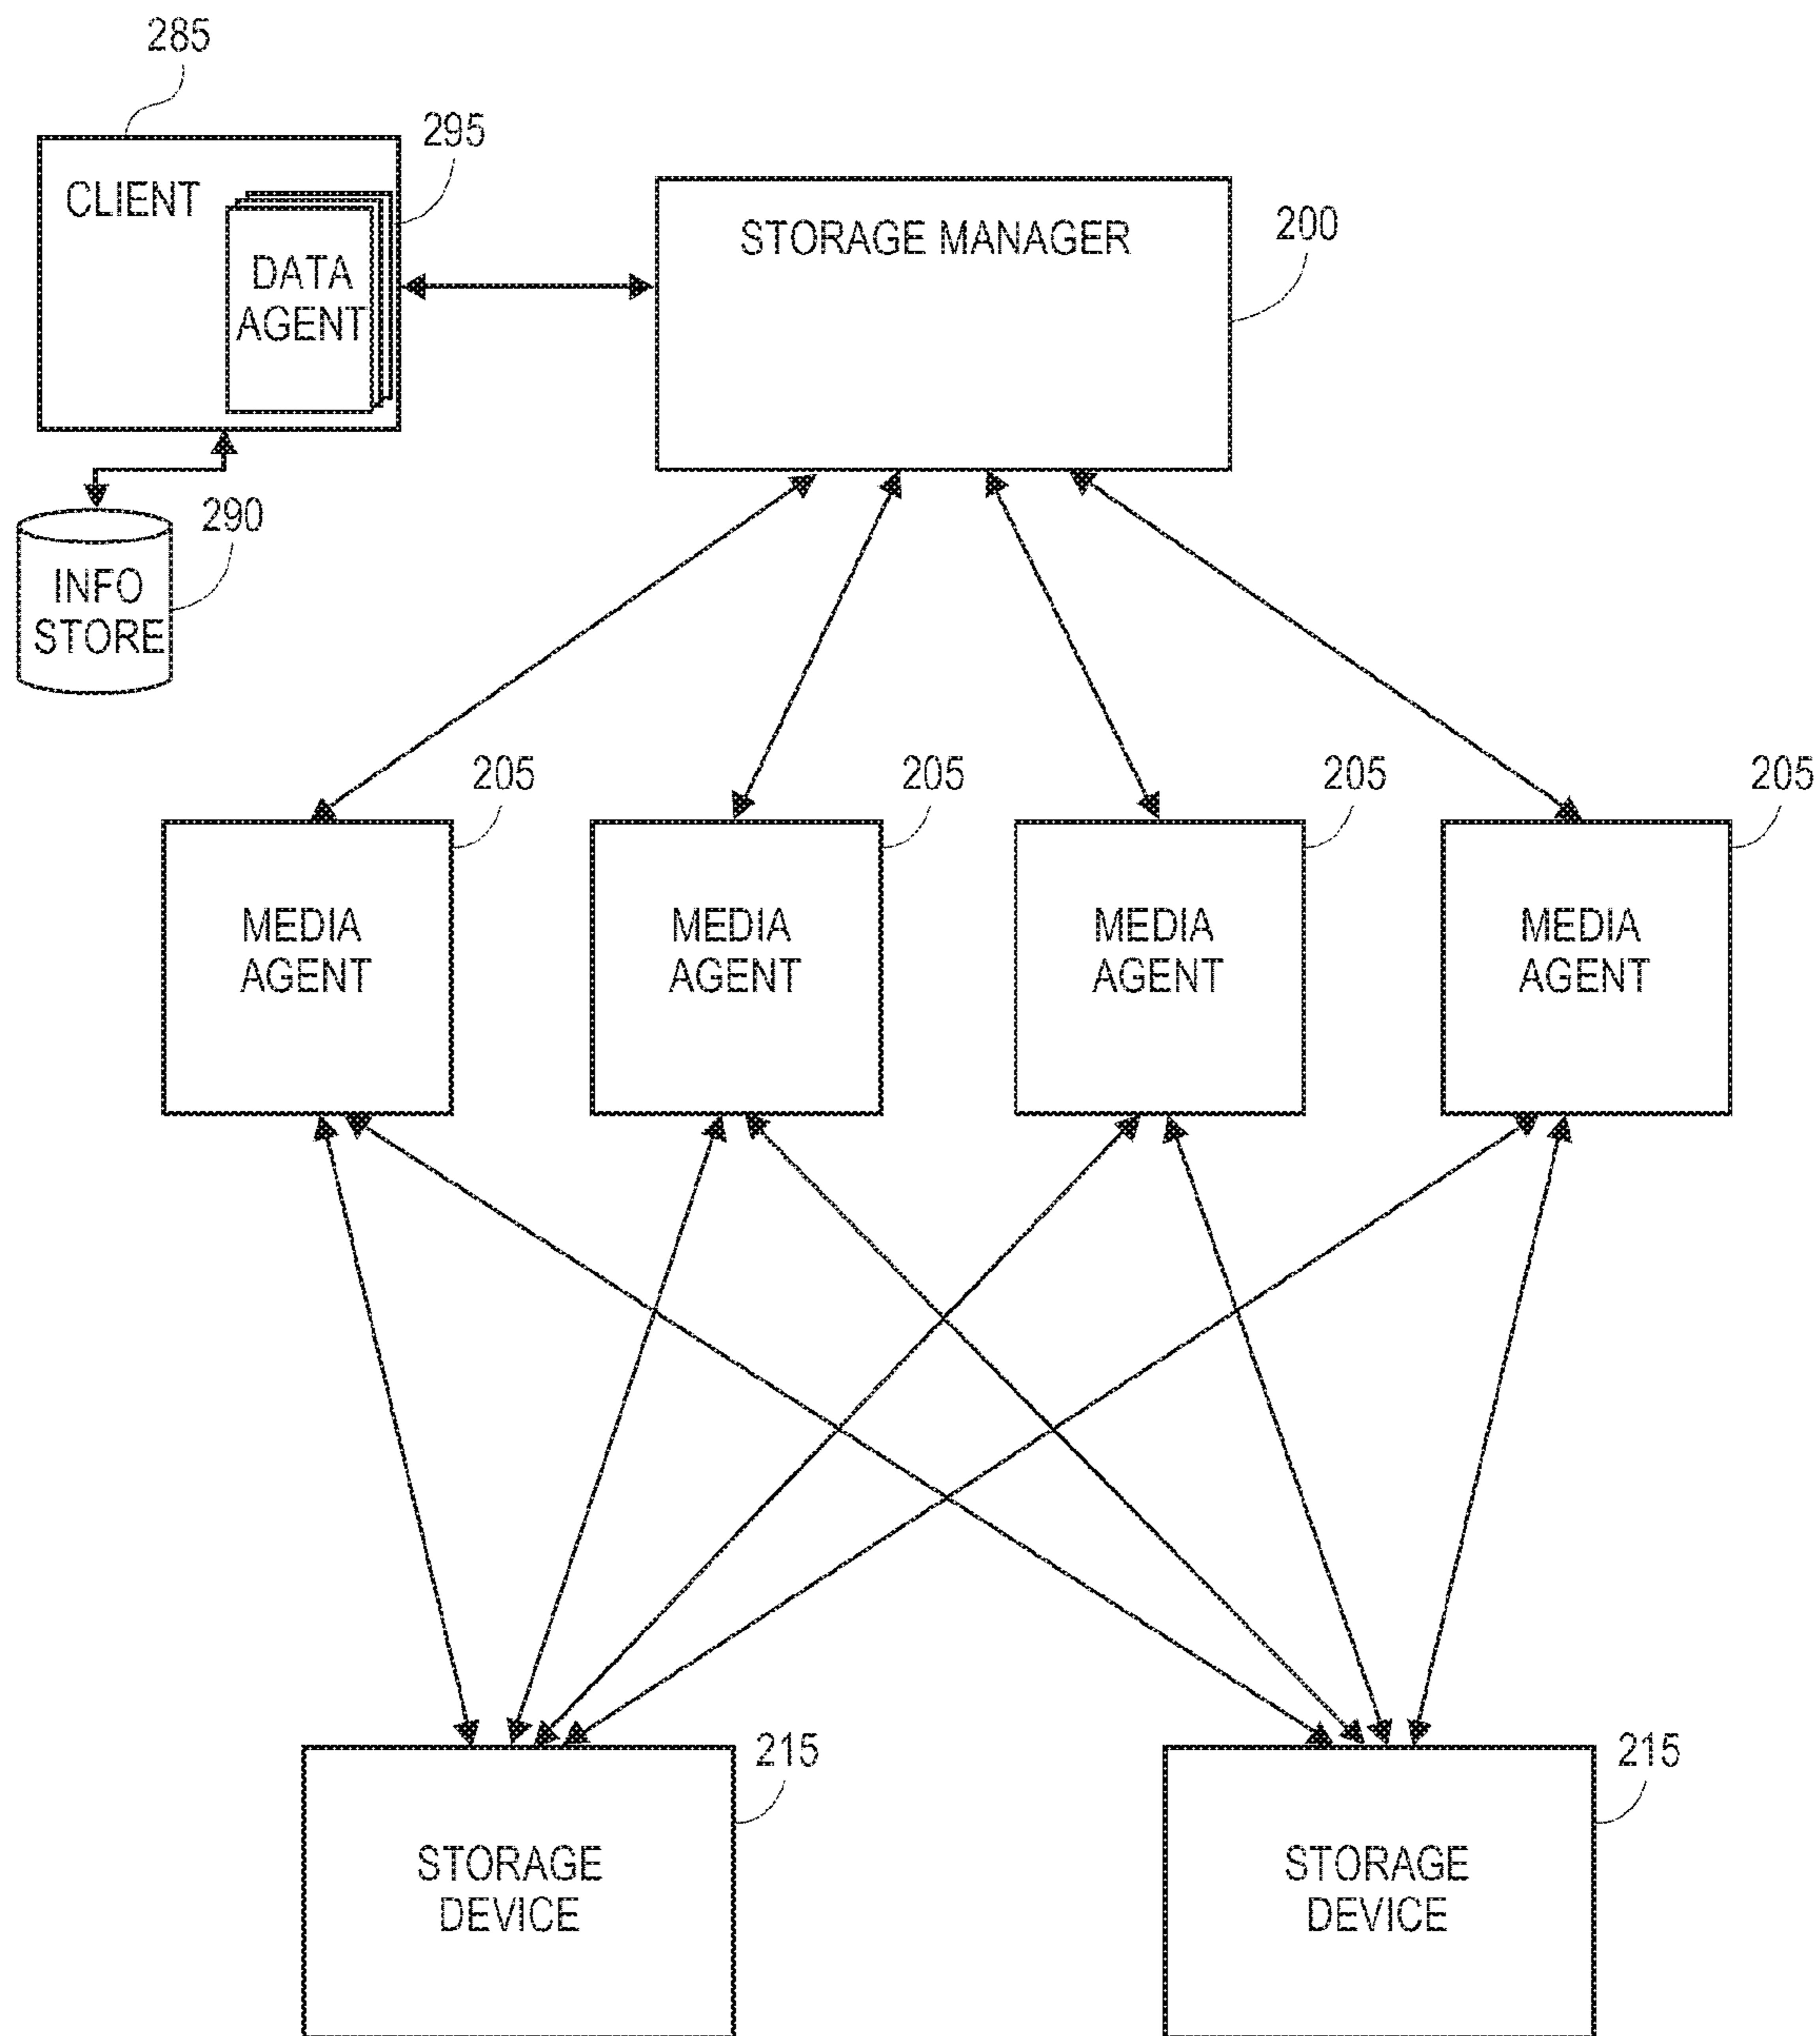 285
295
CLIENT
DATA
AGENT
STORAGE MANAGER
200
290
INFO
STORE
205
205
205
205
MEDIA
AGENT
MEDIA
AGENT
MEDIA
AGENT
MEDIA
AGENT
215
215
STORAGE
DEVICE
STORAGE
DEVICE